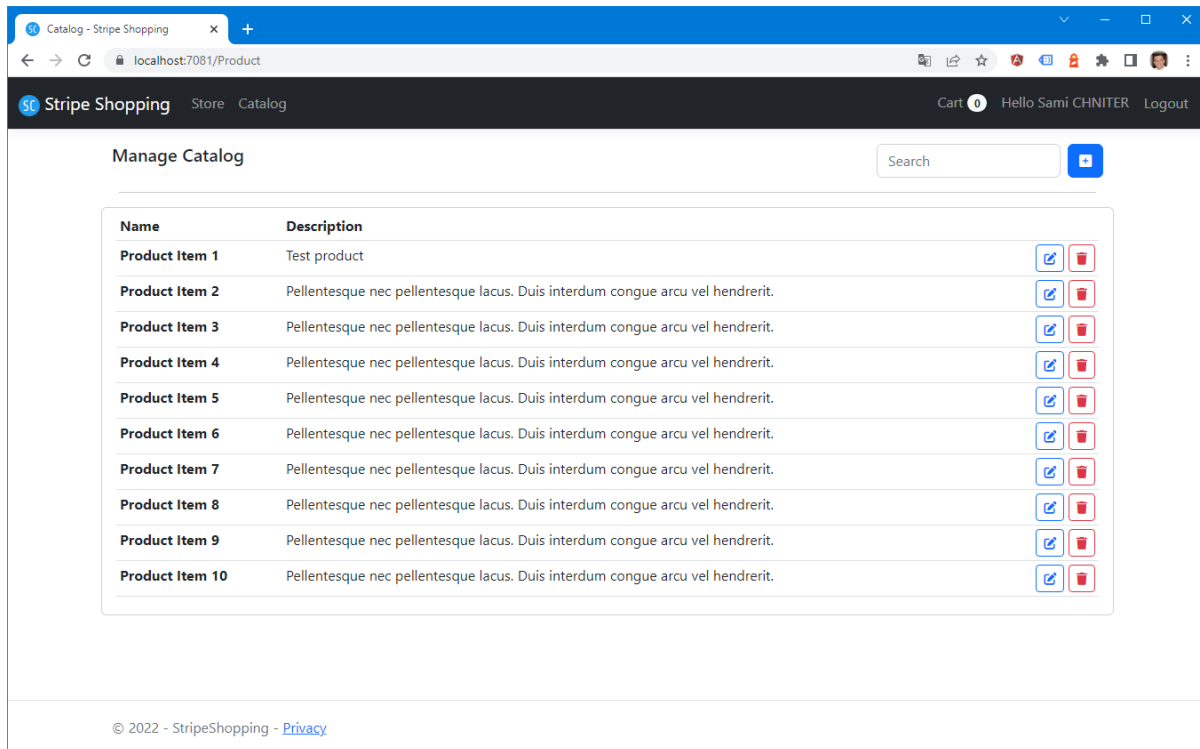 SC Catalog - Stripe Shopping
localhost:7081/Product
SC Stripe Shopping Store Catalog Cart 0 Hello Sami CHNITER Logout
Manage Catalog Search
Name Description
Product Item 1 Test product
Product Item 2 Pellentesque nec pellentesque lacus. Duis interdum congue arcu vel hendrerit.
Product Item 3 Pellentesque nec pellentesque lacus. Duis interdum congue arcu vel hendrerit.
Product Item 4 Pellentesque nec pellentesque lacus. Duis interdum congue arcu vel hendrerit.
Product Item 5 Pellentesque nec pellentesque lacus. Duis interdum congue arcu vel hendrerit.
Product Item 6 Pellentesque nec pellentesque lacus. Duis interdum congue arcu vel hendrerit.
Product Item 7 Pellentesque nec pellentesque lacus. Duis interdum congue arcu vel hendrerit.
Product Item 8 Pellentesque nec pellentesque lacus. Duis interdum congue arcu vel hendrerit.
Product Item 9 Pellentesque nec pellentesque lacus. Duis interdum congue arcu vel hendrerit.
Product Item 10 Pellentesque nec pellentesque lacus. Duis interdum congue arcu vel hendrerit.
© 2022 - StripeShopping - Privacy